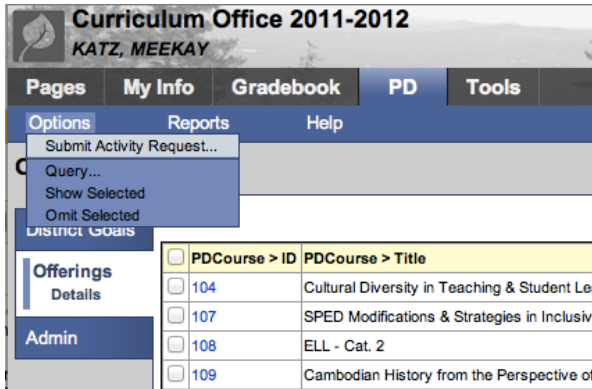 Curriculum Office 2011-2012
KATZ, MEEKAY
Pages My Info Gradebook PD Tools
Options Reports Help
Submit Activity Request...
Query...
Show Selected
Omit Selected
District Goals
PDCourse > ID PDCourse > Title
Offerings
Details
104 Cultural Diversity in Teaching & Student Le
107 SPED Modifications & Strategies in Inclusiv
Admin
108 ELL - Cat. 2
109 Cambodian History from the Perspective of